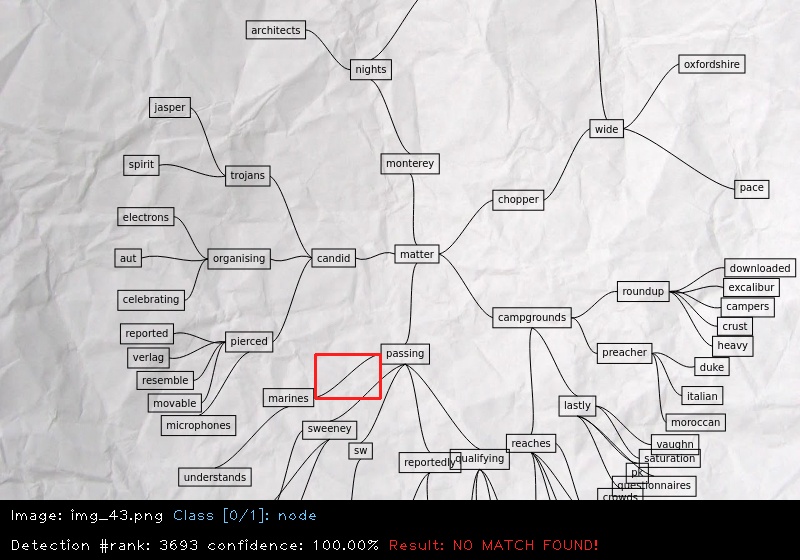 architects
nights
oxfordshire
jasper
wide
spirit
monterey
trojans
pace
chopper
electrons
aut
organising
candid
matter
downloaded
celebrating
roundup
excalibur
campers
campgrounds
crust
reported
pierced
heavy
verlag
passing
preacher
duke
resemble
marines
italian
movable
lastly
microphones
sweeney
moroccan
reaches
vaughn
sw
saturation
reportedly
qualifying
understands
pk
questionnaires
crowds
Image: img_43.png Class [0/1]: node
Detection #rank: 3693 confidence: 100.00% Result: NO MATCH FOUND!